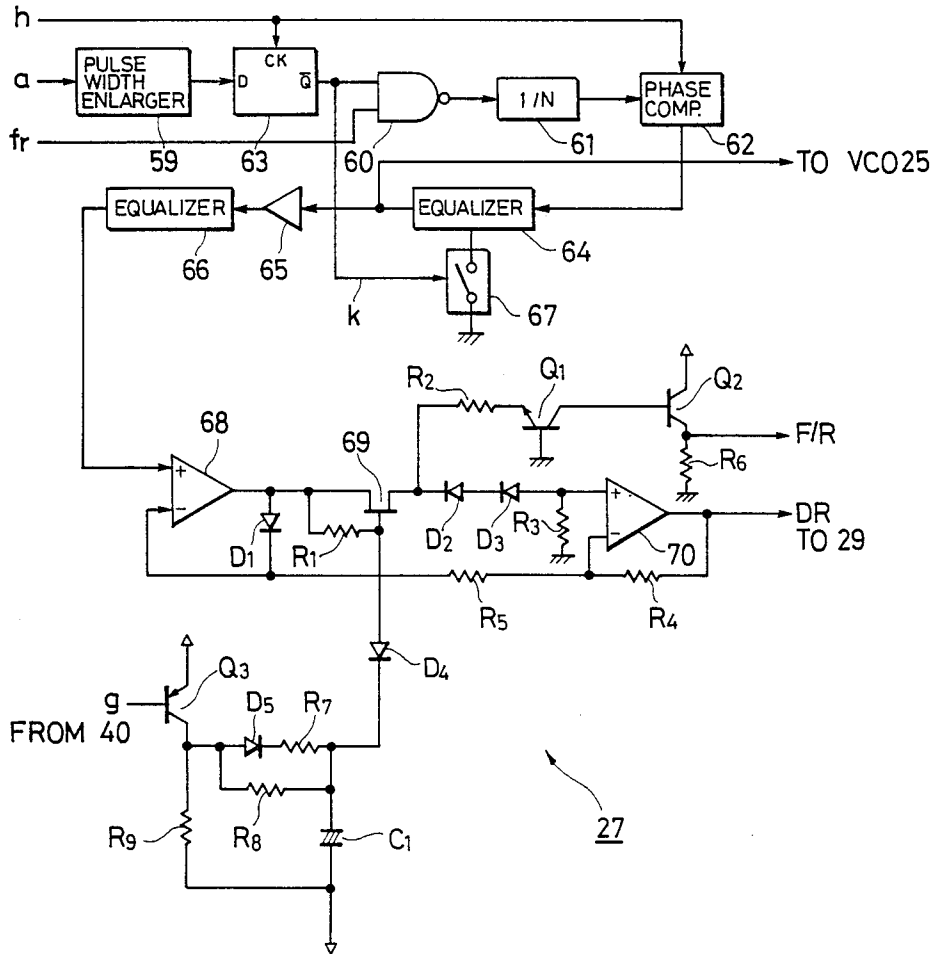 h
a
PULSE
WIDTH
ENLARGER
59
D
CK
Q̅
63
60
1/N
61
PHASE
COMP.
62
fr
TO VCO25
EQUALIZER
66
65
EQUALIZER
64
k
67
R2
Q1
Q2
F/R
R6
68
69
D1
R1
D2
D3
R3
70
DR
TO 29
R5
R4
+
-
+
-
D4
Q3
g
FROM 40
D5
R7
R8
R9
C1
27